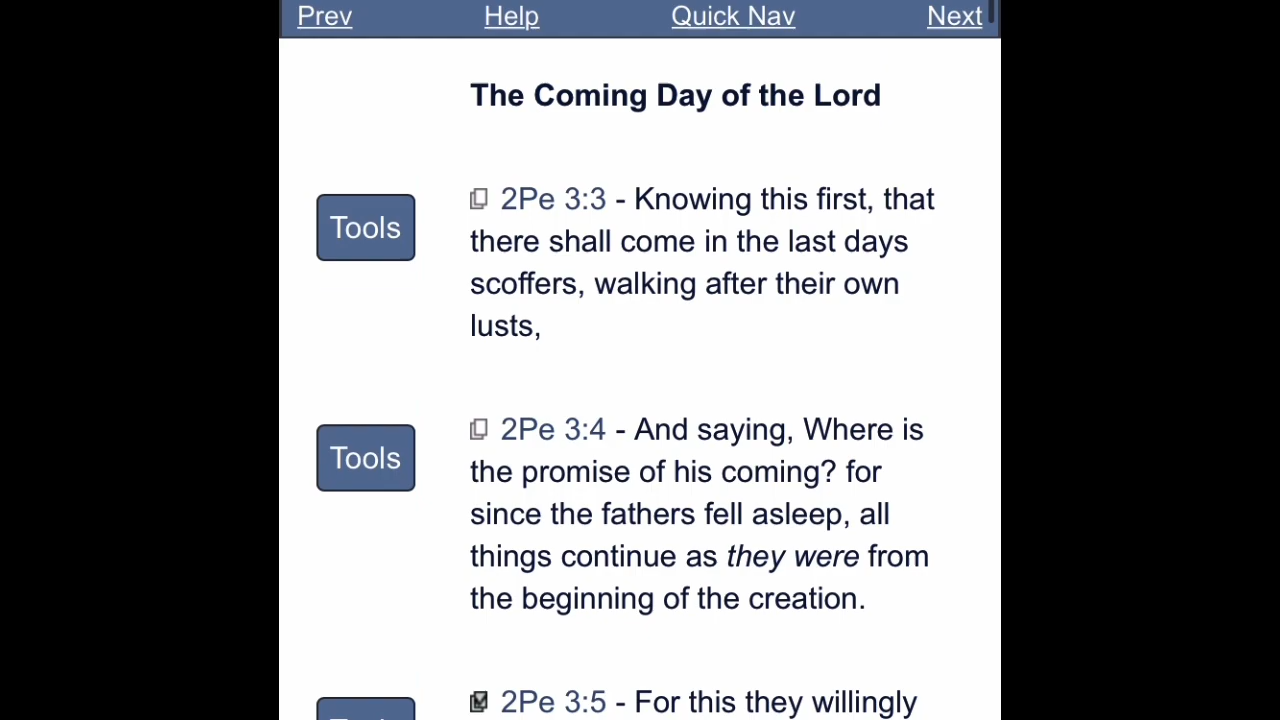 Prev Help Quick Nav Next
The Coming Day of the Lord
Tools
2Pe 3:3 - Knowing this first, that
there shall come in the last days
scoffers, walking after their own
lusts,
Tools
2Pe 3:4 - And saying, Where is
the promise of his coming? for
since the fathers fell asleep, all
things continue as they were from
the beginning of the creation.
2Pe 3:5 - For this they willingly